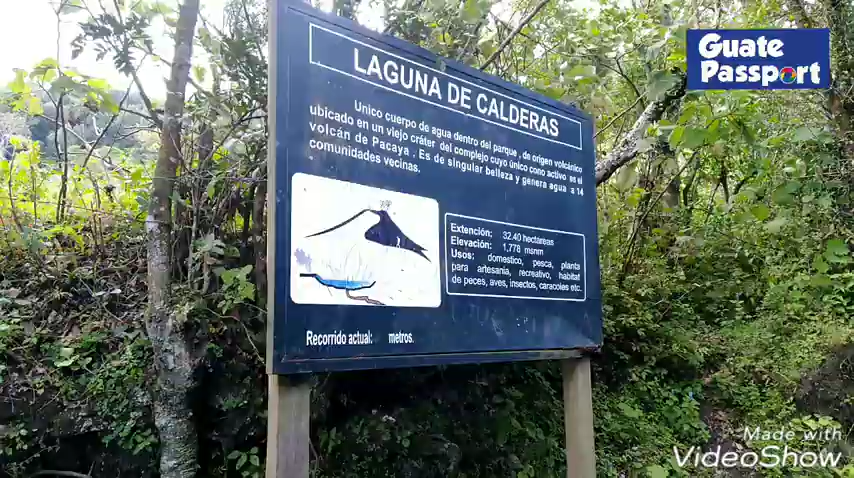 Guate
Passport
LAGUNA DE CALDERAS
Unico cuerpo de agua dentro del parque , de origen volcánico
ubicado en un viejo cráter del complejo cuyo único cono activo es el
volcán de Pacaya . Es de singular belleza y genera agua a 14
comunidades vecinas.
Extención: 32.40 hectareas
Elevación: 1,778 msnm
Usos: domestico, pesca, planta
para artesania, recreativo, habitat
de peces, aves, insectos, caracoles etc.
Recorrido actual: metros.
Made with
VideoShow